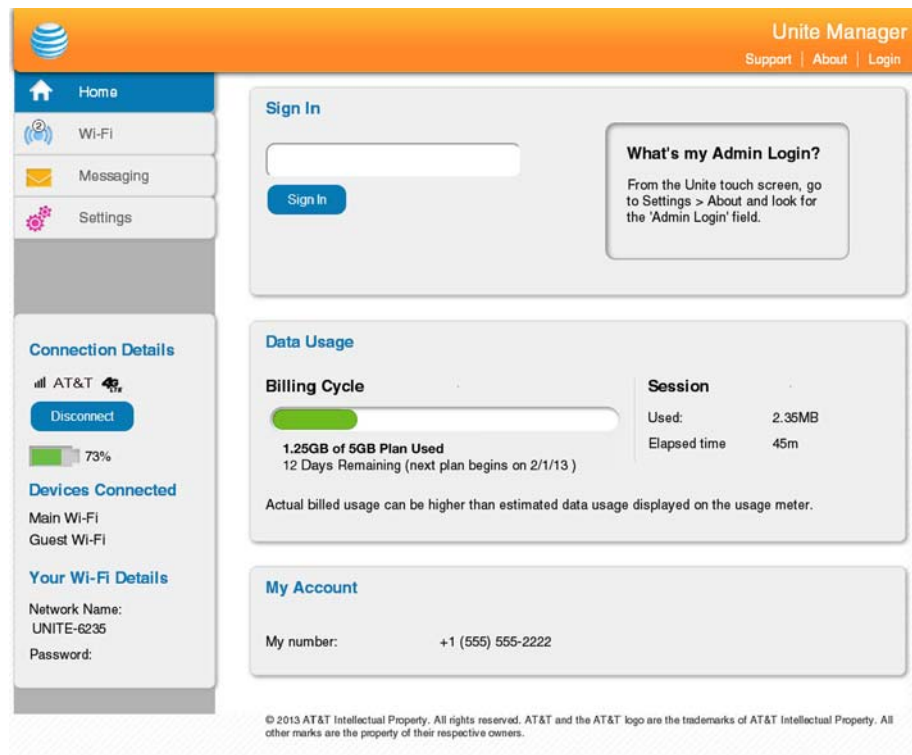 Unite Manager
Support | About | Login
Home
2
Wi-Fi
Messaging
Settings
Connection Details
AT&T 4G LTE
Disconnect
73%
Devices Connected
Main Wi-Fi
Guest Wi-Fi
Your Wi-Fi Details
Network Name:
UNITE-6235
Password:
Sign In
Sign In
What's my Admin Login?
From the Unite touch screen, go
to Settings > About and look for
the 'Admin Login' field.
Data Usage
Billing Cycle
1.25GB of 5GB Plan Used
12 Days Remaining (next plan begins on 2/1/13 )
Session
Used: 2.35MB
Elapsed time 45m
Actual billed usage can be higher than estimated data usage displayed on the usage meter.
My Account
My number: +1 (555) 555-2222
© 2013 AT&T Intellectual Property. All rights reserved. AT&T and the AT&T logo are the trademarks of AT&T Intellectual Property. All
other marks are the property of their respective owners.